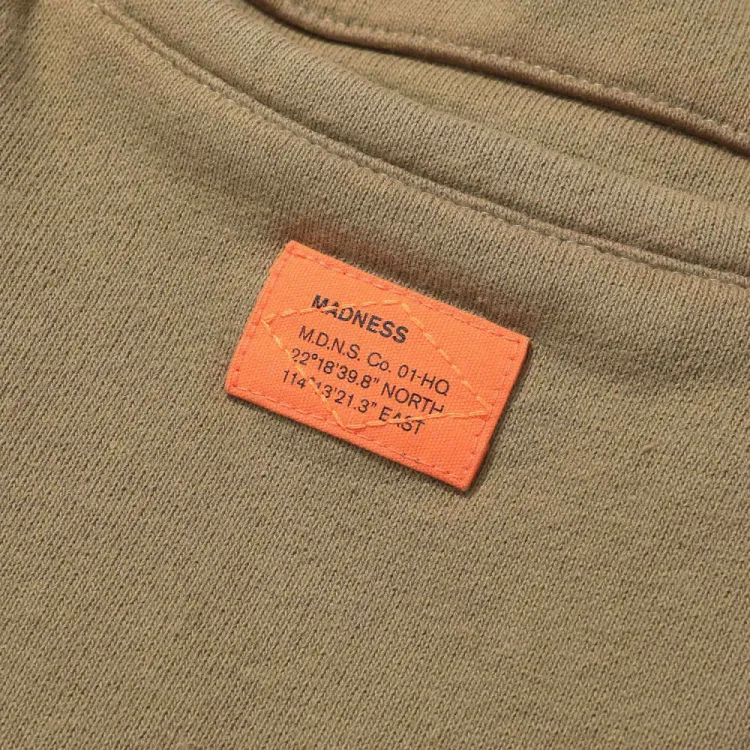 MADNESS
M.D.N.S. Co. 01-HQ
22°18'39.8" NORTH
114°13'21.3" EAST